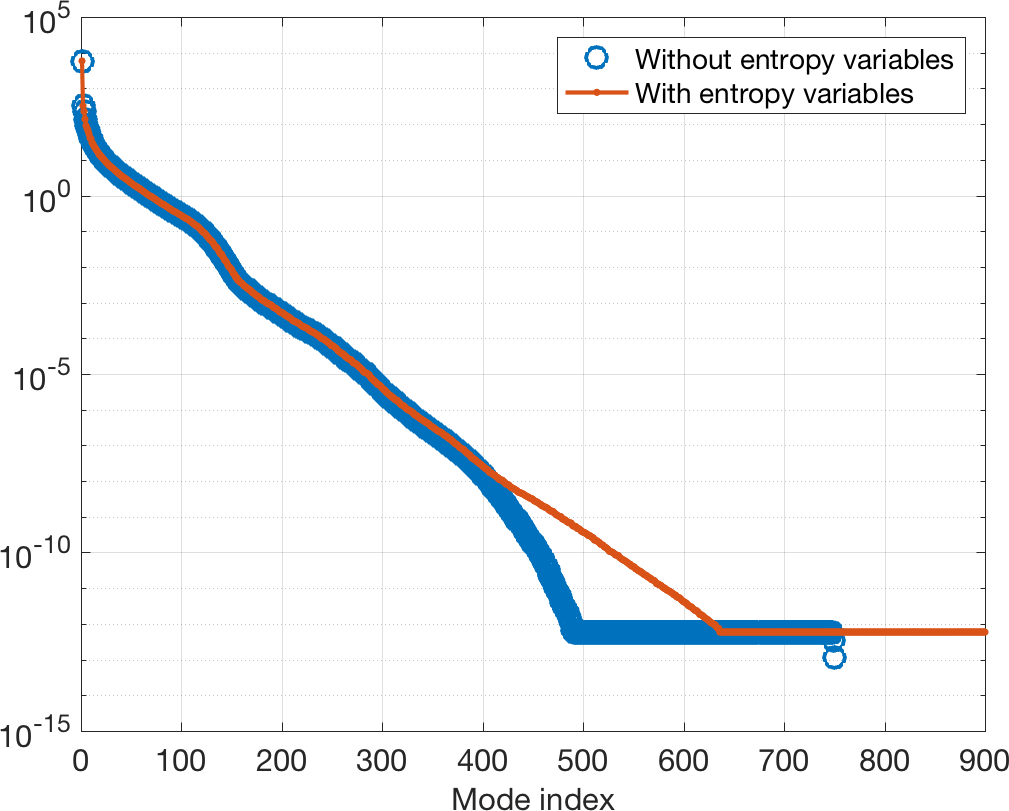 10^5
10^0
10^-5
10^-10
10^-15
Without entropy variables
With entropy variables
0 100 200 300 400 500 600 700 800 900
Mode index